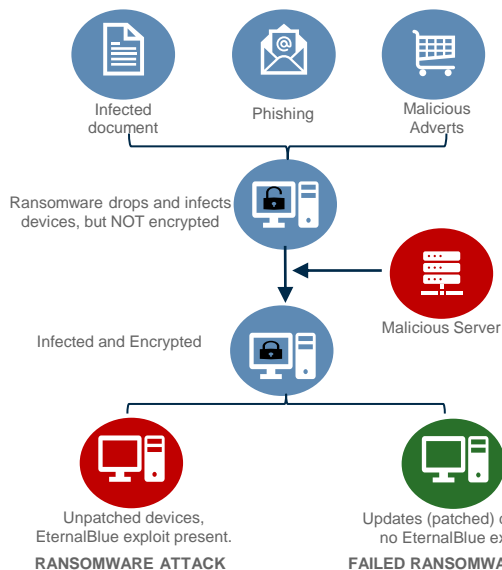 Infected
document
Phishing
Malicious
Adverts
Ransomware drops and infects
devices, but NOT encrypted
Malicious Server
Infected and Encrypted
Unpatched devices,
EternalBlue exploit present.
RANSOMWARE ATTACK
Updates (patched)
no EternalBlue
FAILED